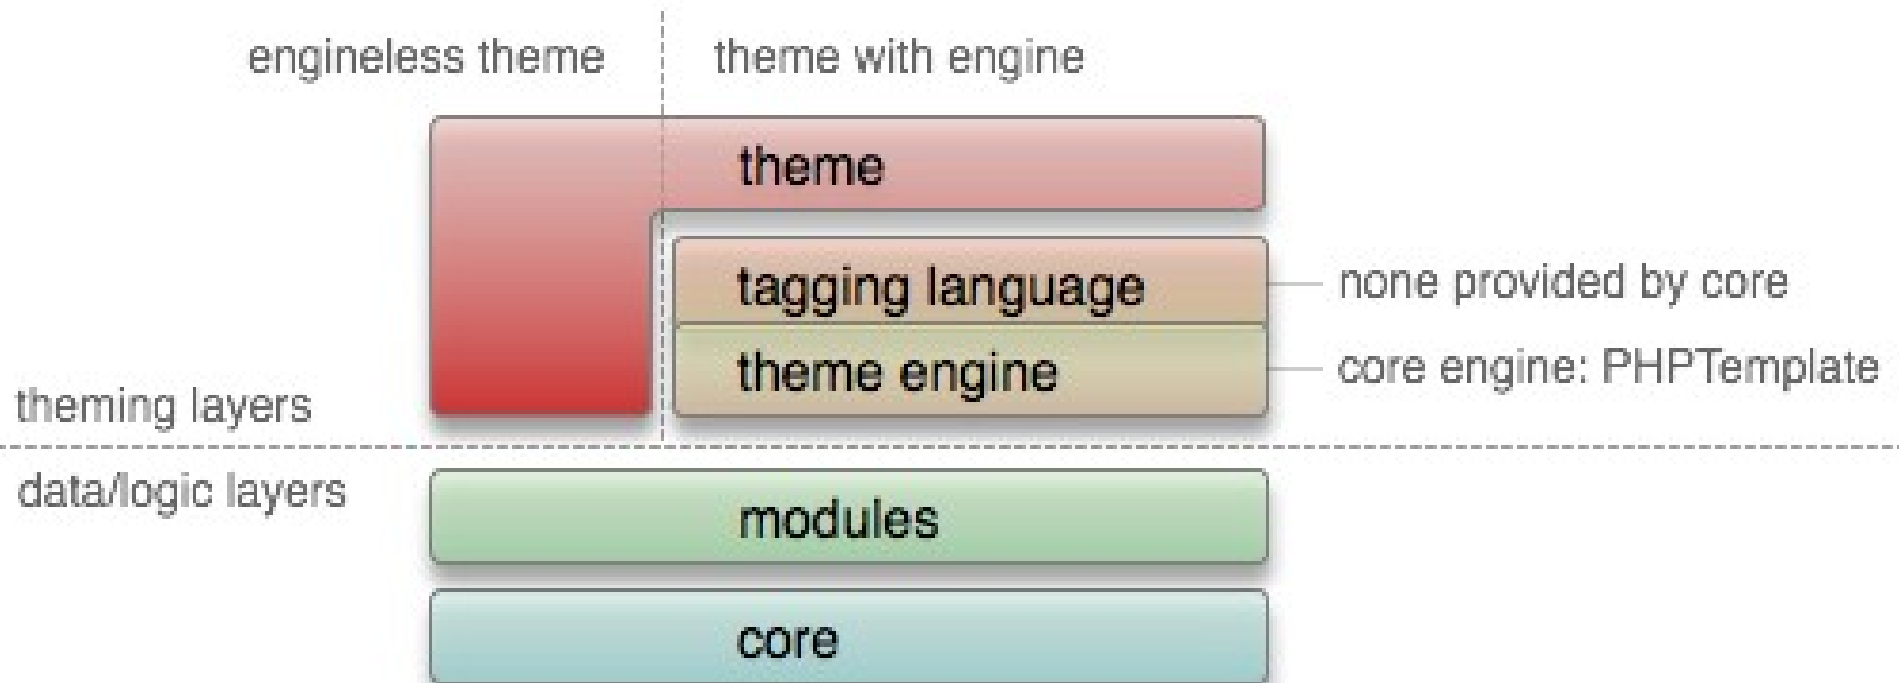 engineless theme
theme with engine
theme
tagging language
none provided by core
theme engine
core engine: PHPTemplate
theming layers
data/logic layers
modules
core